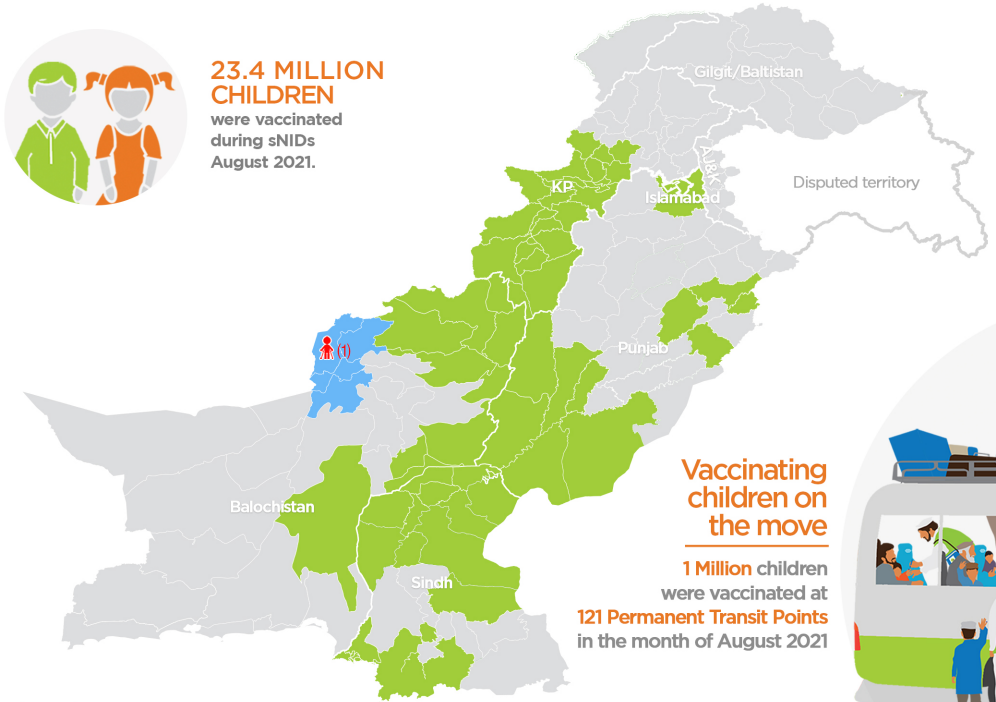 23.4 MILLION
CHILDREN
were vaccinated
during sNIDs
August 2021.
Gilgit/Baltistan
AJ&K
KP
Islamabad
Disputed territory
(1)
Punjab
Balochistan
Sindh
Vaccinating
children on
the move
1 Million children
were vaccinated at
121 Permanent Transit Points
in the month of August 2021